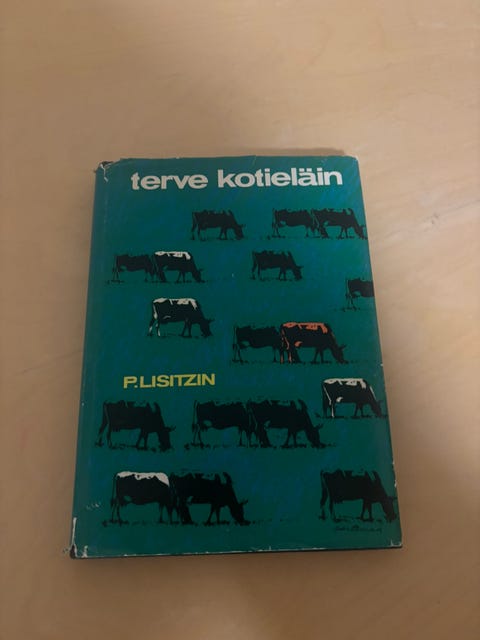 terve kotieläin
P. LISITZIN